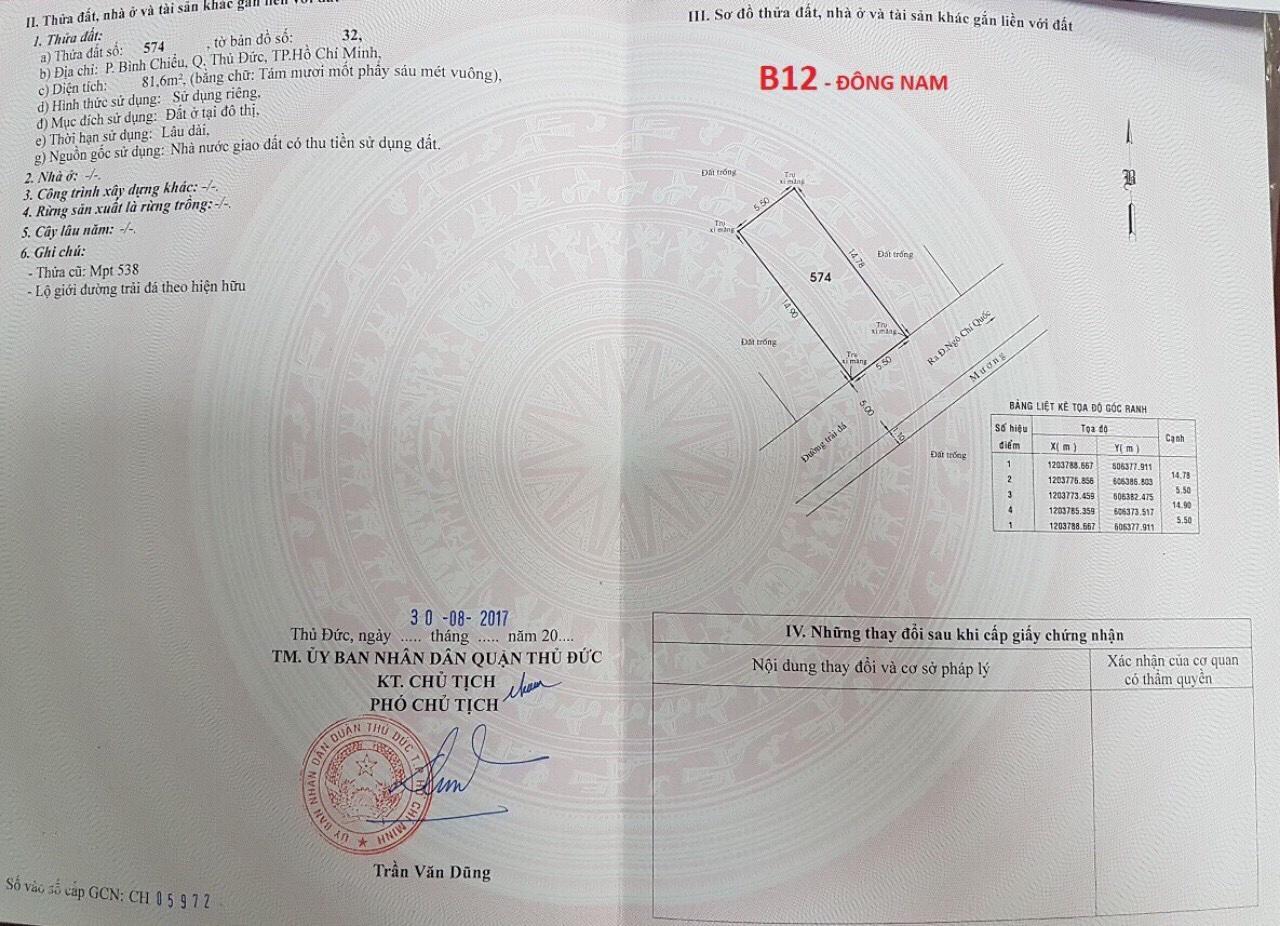 II. Thửa đất, nhà ở và tài sản khác gắn liền với đất
1. Thửa đất:
a) Thửa đất số: 574 , tờ bản đồ số: 32,
b) Địa chỉ: P. Bình Chiểu, Q. Thủ Đức, TP.Hồ Chí Minh,
c) Diện tích: 81,6m², (bằng chữ: Tám mươi mốt phẩy sáu mét vuông),
d) Hình thức sử dụng: Sử dụng riêng,
đ) Mục đích sử dụng: Đất ở tại đô thị,
e) Thời hạn sử dụng: Lâu dài,
g) Nguồn gốc sử dụng: Nhà nước giao đất có thu tiền sử dụng đất.
2. Nhà ở: -/-.
3. Công trình xây dựng khác: -/-.
4. Rừng sản xuất là rừng trồng: -/-.
5. Cây lâu năm: -/-.
6. Ghi chú:
- Thửa cũ: Mpt 538
- Lộ giới đường trải đá theo hiện hữu
30 -08- 2017
Thủ Đức, ngày ..... tháng ..... năm 20....
TM. ỦY BAN NHÂN DÂN QUẬN THỦ ĐỨC
KT. CHỦ TỊCH
PHÓ CHỦ TỊCH
ỦY BAN NHÂN DÂN QUẬN THỦ ĐỨC T.P HỒ CHÍ MINH
Trần Văn Dũng
Số vào sổ cấp GCN: CH 05972
III. Sơ đồ thửa đất, nhà ở và tài sản khác gắn liền với đất
B12 - ĐÔNG NAM
B
Đất trống
Trụ
xi măng
5.50
Trụ
xi măng
14.78
Đất trống
574
14.90
Đất trống
Trụ
xi măng
Trụ
xi măng
5.50
Ra Đ.Ngô Chí Quốc
Mương
5.00
Đường trải đá
1.10
Đất trống
BẢNG LIỆT KÊ TỌA ĐỘ GÓC RANH
Số hiệu điểm Tọa độ Cạnh
X( m ) Y( m )
1 1203788.667 606377.911
14.78
2 1203776.856 606386.803
5.50
3 1203773.459 606382.475
14.90
4 1203785.359 606373.517
5.50
1 1203788.667 606377.911
IV. Những thay đổi sau khi cấp giấy chứng nhận
Nội dung thay đổi và cơ sở pháp lý
Xác nhận của cơ quan
có thẩm quyền